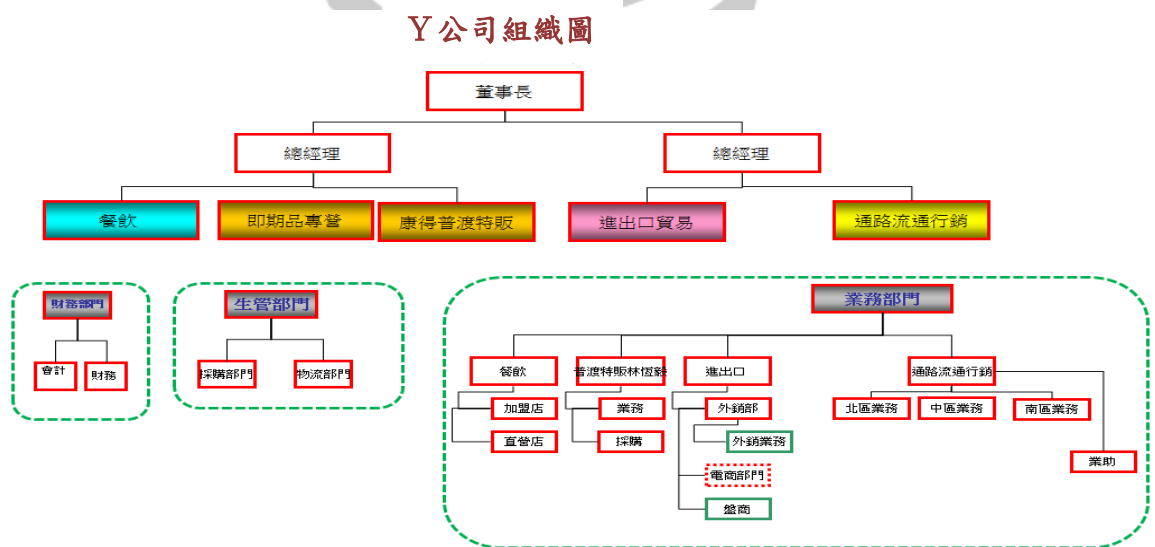 Y公司組織圖
董事長
總經理
總經理
餐飲
即期品專營
康得普渡特販
進出口貿易
通路流通行銷
財務部門
生管部門
業務部門
會計
財務
採購部門
物流部門
餐飲
普渡特販林恆毅
進出口
通路流通行銷
加盟店
業務
外銷部
北區業務
中區業務
南區業務
直營店
採購
外銷業務
業助
電商部門
盤商